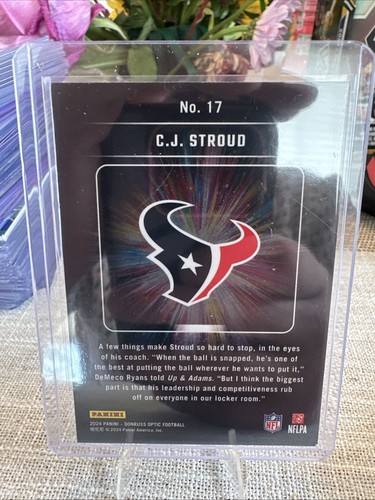 No. 17
C.J. STROUD
A few things make Stroud so hard to stop, in the eyes
of his coach. "When the ball is snapped, he's one of
the best at putting the ball wherever he wants to put it,"
DeMeco Ryans told Up & Adams. "But I think the biggest
part is that his leadership and competitiveness rub
off on everyone in our locker room."
PANINI
2024 PANINI - DONRUSS OPTIC FOOTBALL
© 2024 Panini America, Inc.
NFL
NFLPA